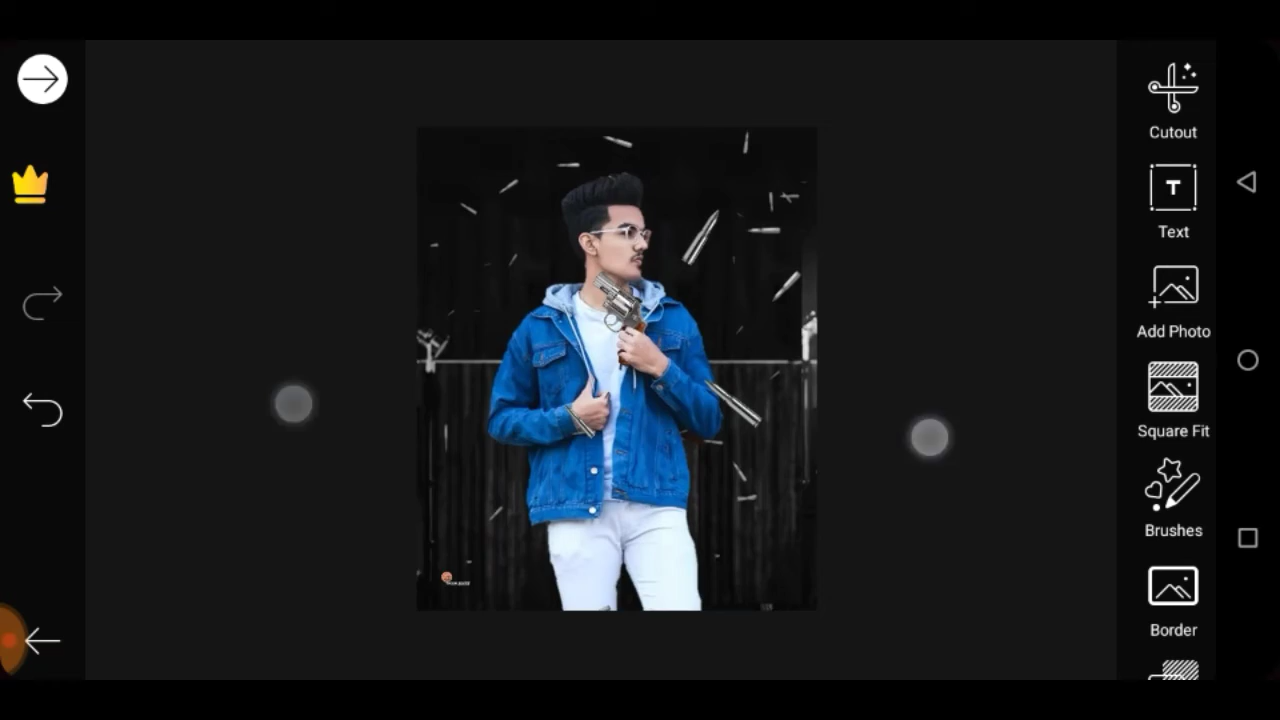 Cutout
T
Text
Add Photo
Square Fit
Brushes
Border